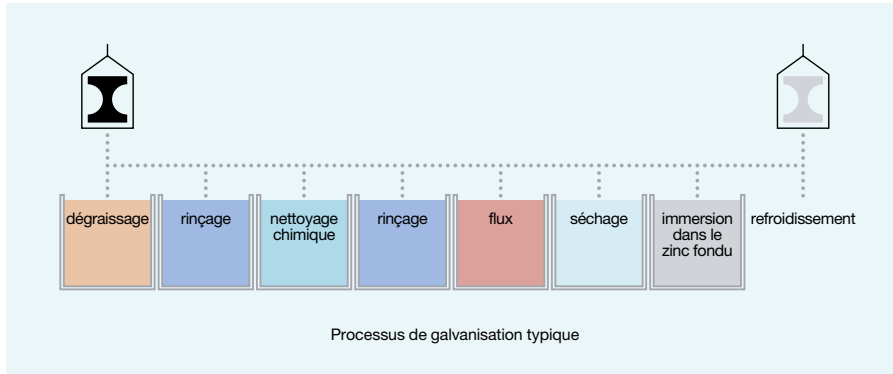 dégraissage
rinçage
nettoyage
chimique
rinçage
flux
séchage
immersion
dans le
zinc fondu
refroidissement
Processus de galvanisation typique